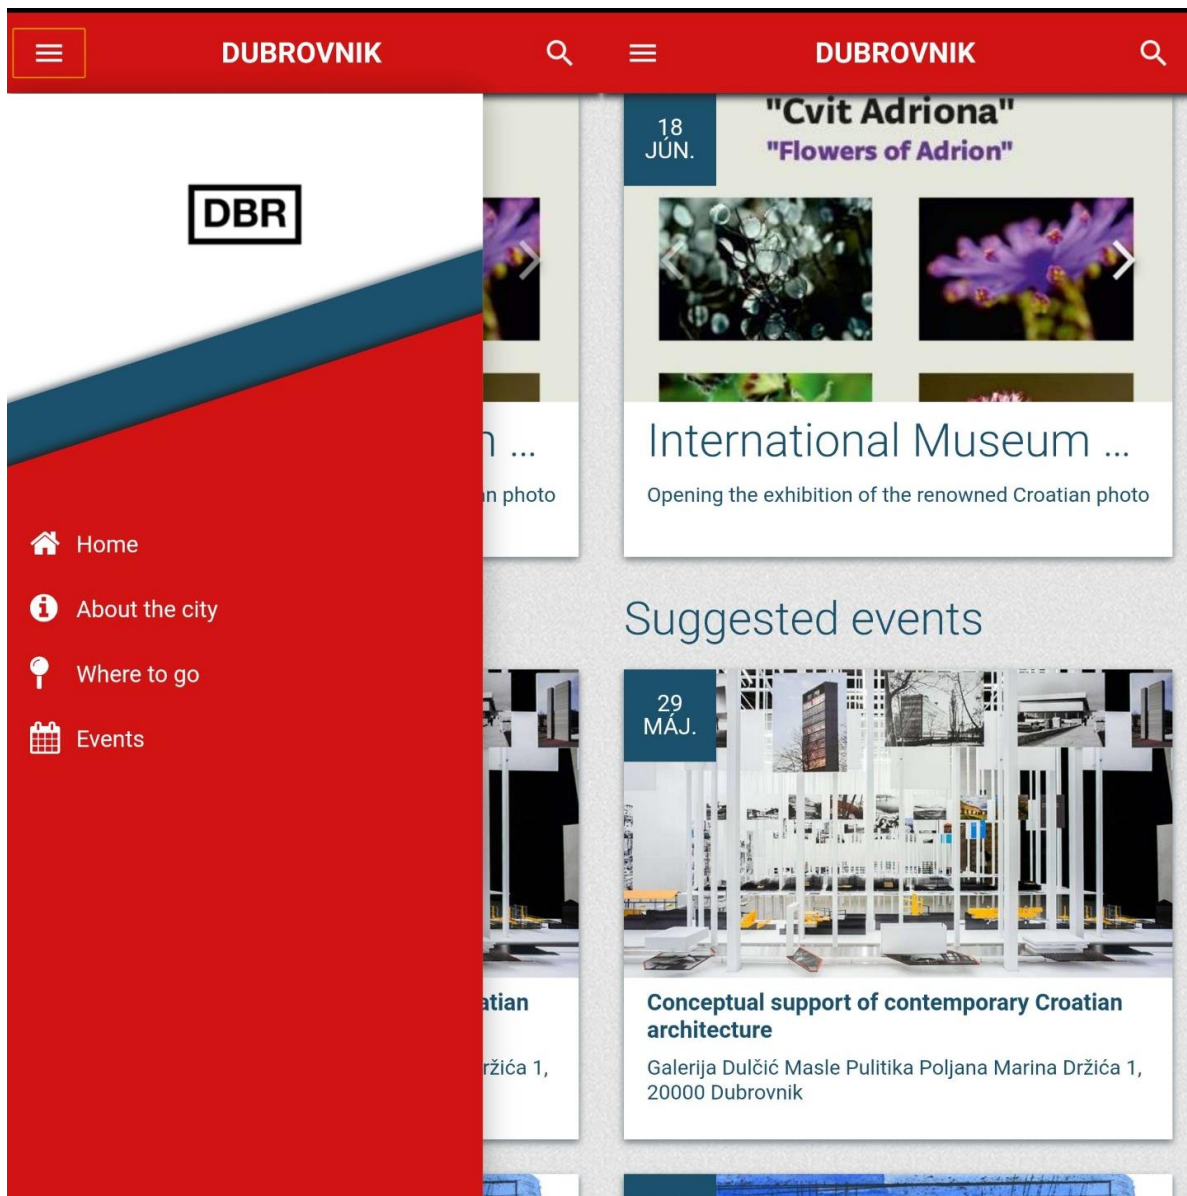 DUBROVNIK
DBR
Home
About the city
Where to go
Events
n ...
n photo
atian
ržića 1,
DUBROVNIK
18
JÚN.
"Cvit Adriona"
"Flowers of Adrion"
International Museum ...
Opening the exhibition of the renowned Croatian photo
Suggested events
29
MÁJ.
Conceptual support of contemporary Croatian
architecture
Galerija Dulčić Masle Pulitika Poljana Marina Držića 1,
20000 Dubrovnik